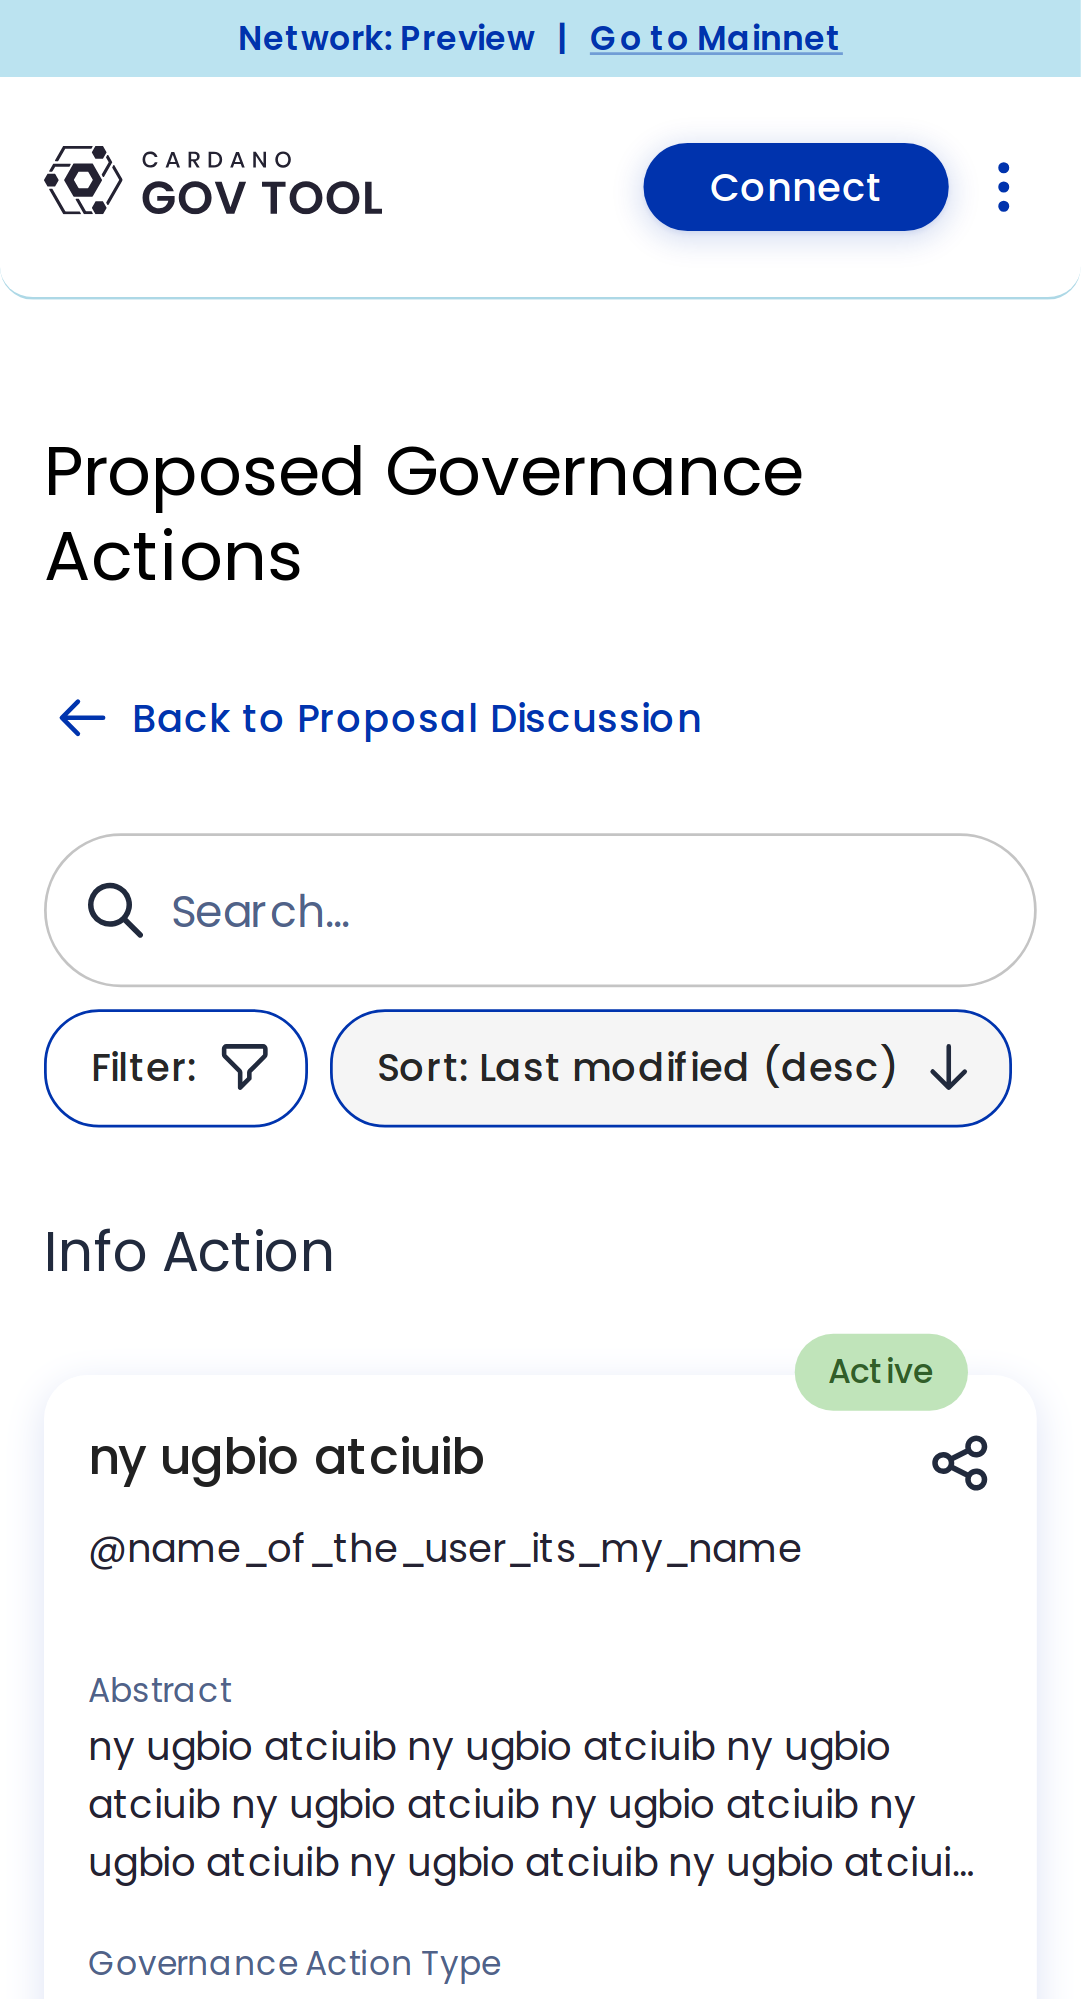 Network: Preview | Go to Mainnet
CARDANO
GOV TOOL
Connect
Proposed Governance
Actions
Back to Proposal Discussion
Search...
Filter:
Sort: Last modified (desc)
Info Action
Active
ny ugbio atciuib
@name_of_the_user_its_my_name
Abstract
ny ugbio atciuib ny ugbio atciuib ny ugbio
atciuib ny ugbio atciuib ny ugbio atciuib ny
ugbio atciuib ny ugbio atciuib ny ugbio atciui...
Governance Action Type